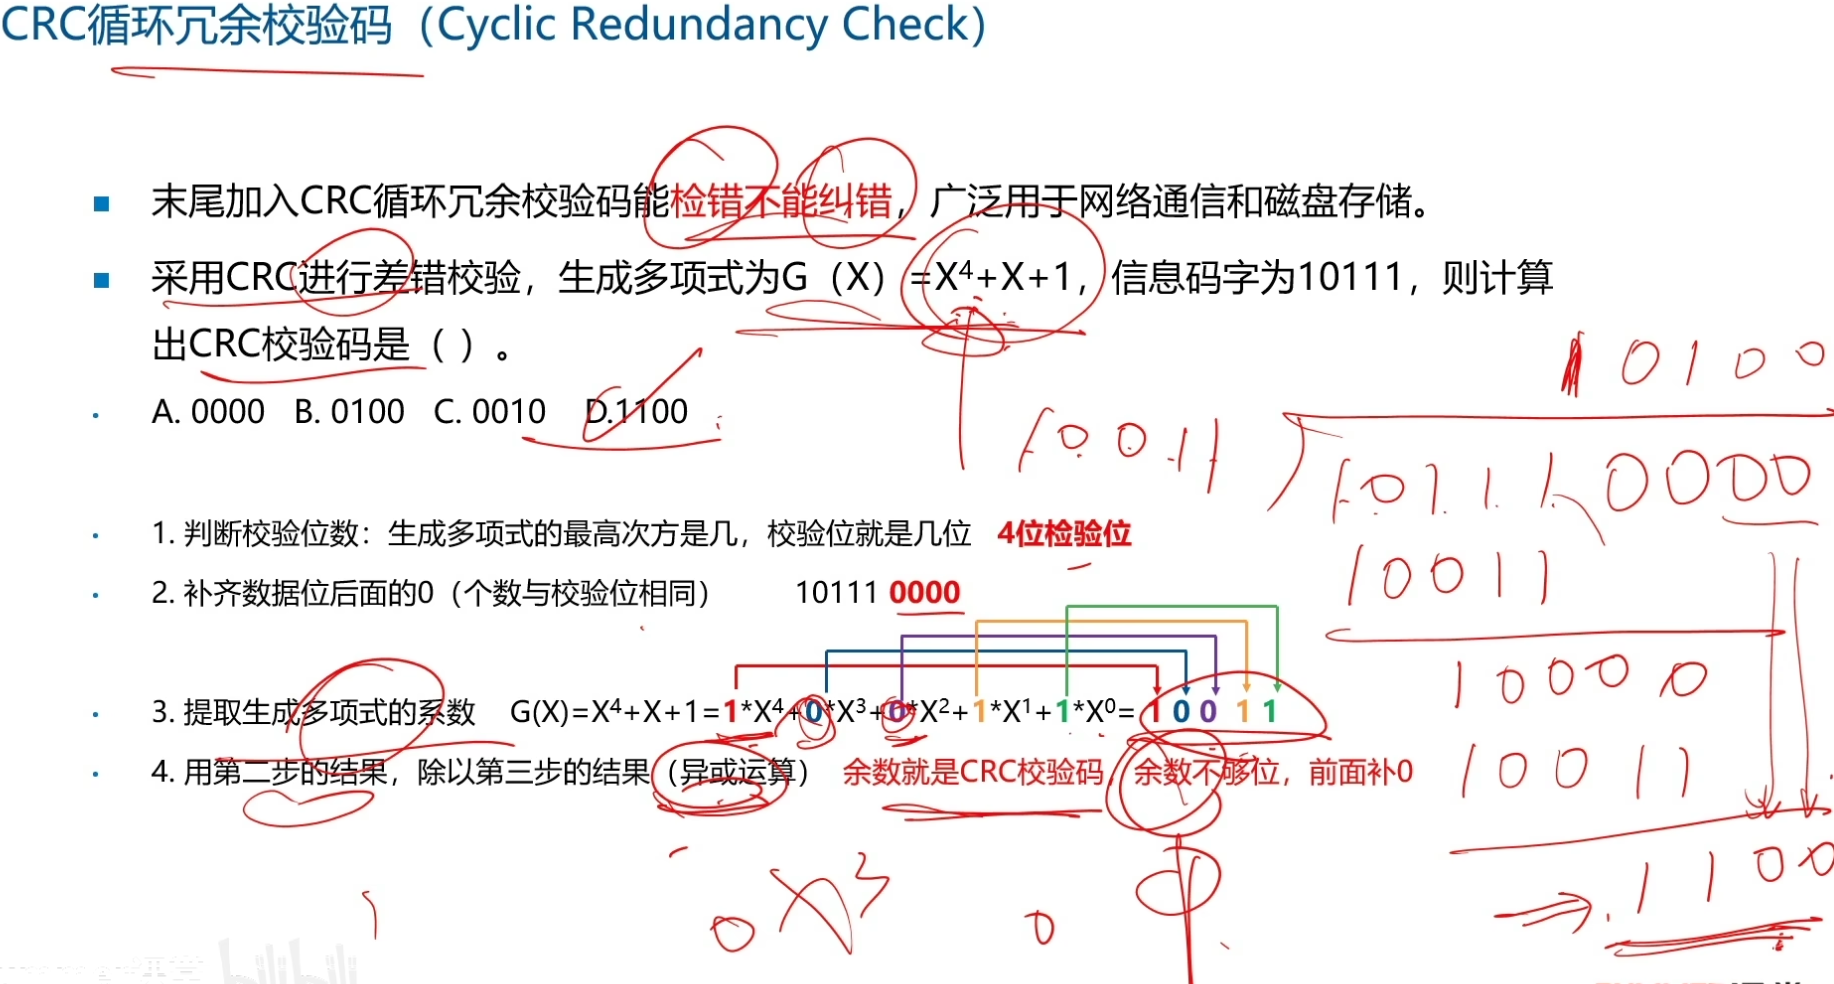 CRC循环冗余校验码（Cyclic Redundancy Check）
末尾加入CRC循环冗余校验码能检错不能纠错，广泛用于网络通信和磁盘存储。
采用CRC进行差错校验，生成多项式为G（X）=X⁴+X+1，信息码字为10111，则计算
出CRC校验码是（ ）。
A. 0000 B. 0100 C. 0010 D.1100
1. 判断校验位数：生成多项式的最高次方是几，校验位就是几位 4位检验位
2. 补齐数据位后面的0（个数与校验位相同） 10111 0000
3. 提取生成多项式的系数 G(X)=X⁴+X+1=1*X⁴+0*X³+0*X²+1*X¹+1*X⁰= 1 0 0 1 1
4. 用第二步的结果，除以第三步的结果（异或运算） 余数就是CRC校验码，余数不够位，前面补0
10100
10011
101110000
10011
10000
10011
1100
0X³
0